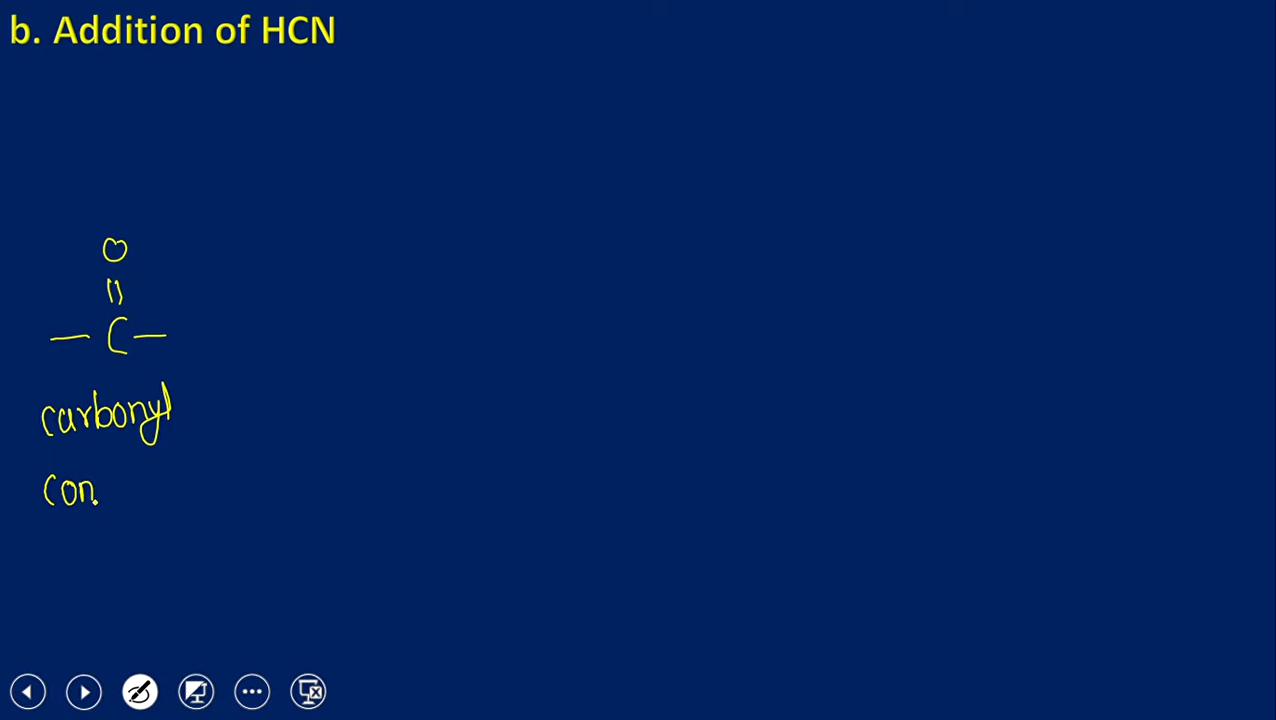 b. Addition of HCN
O
||
— C —
carbonyl
con